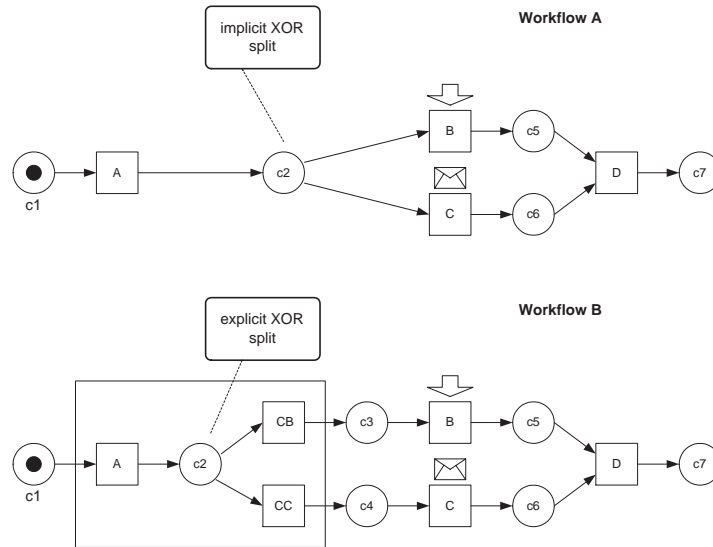 implicit XOR
split
Workflow A
B
c5
A
c2
D
c7
c1
C
c6
explicit XOR
split
Workflow B
CB
c3
B
c5
A
c2
D
c7
c1
CC
c4
C
c6